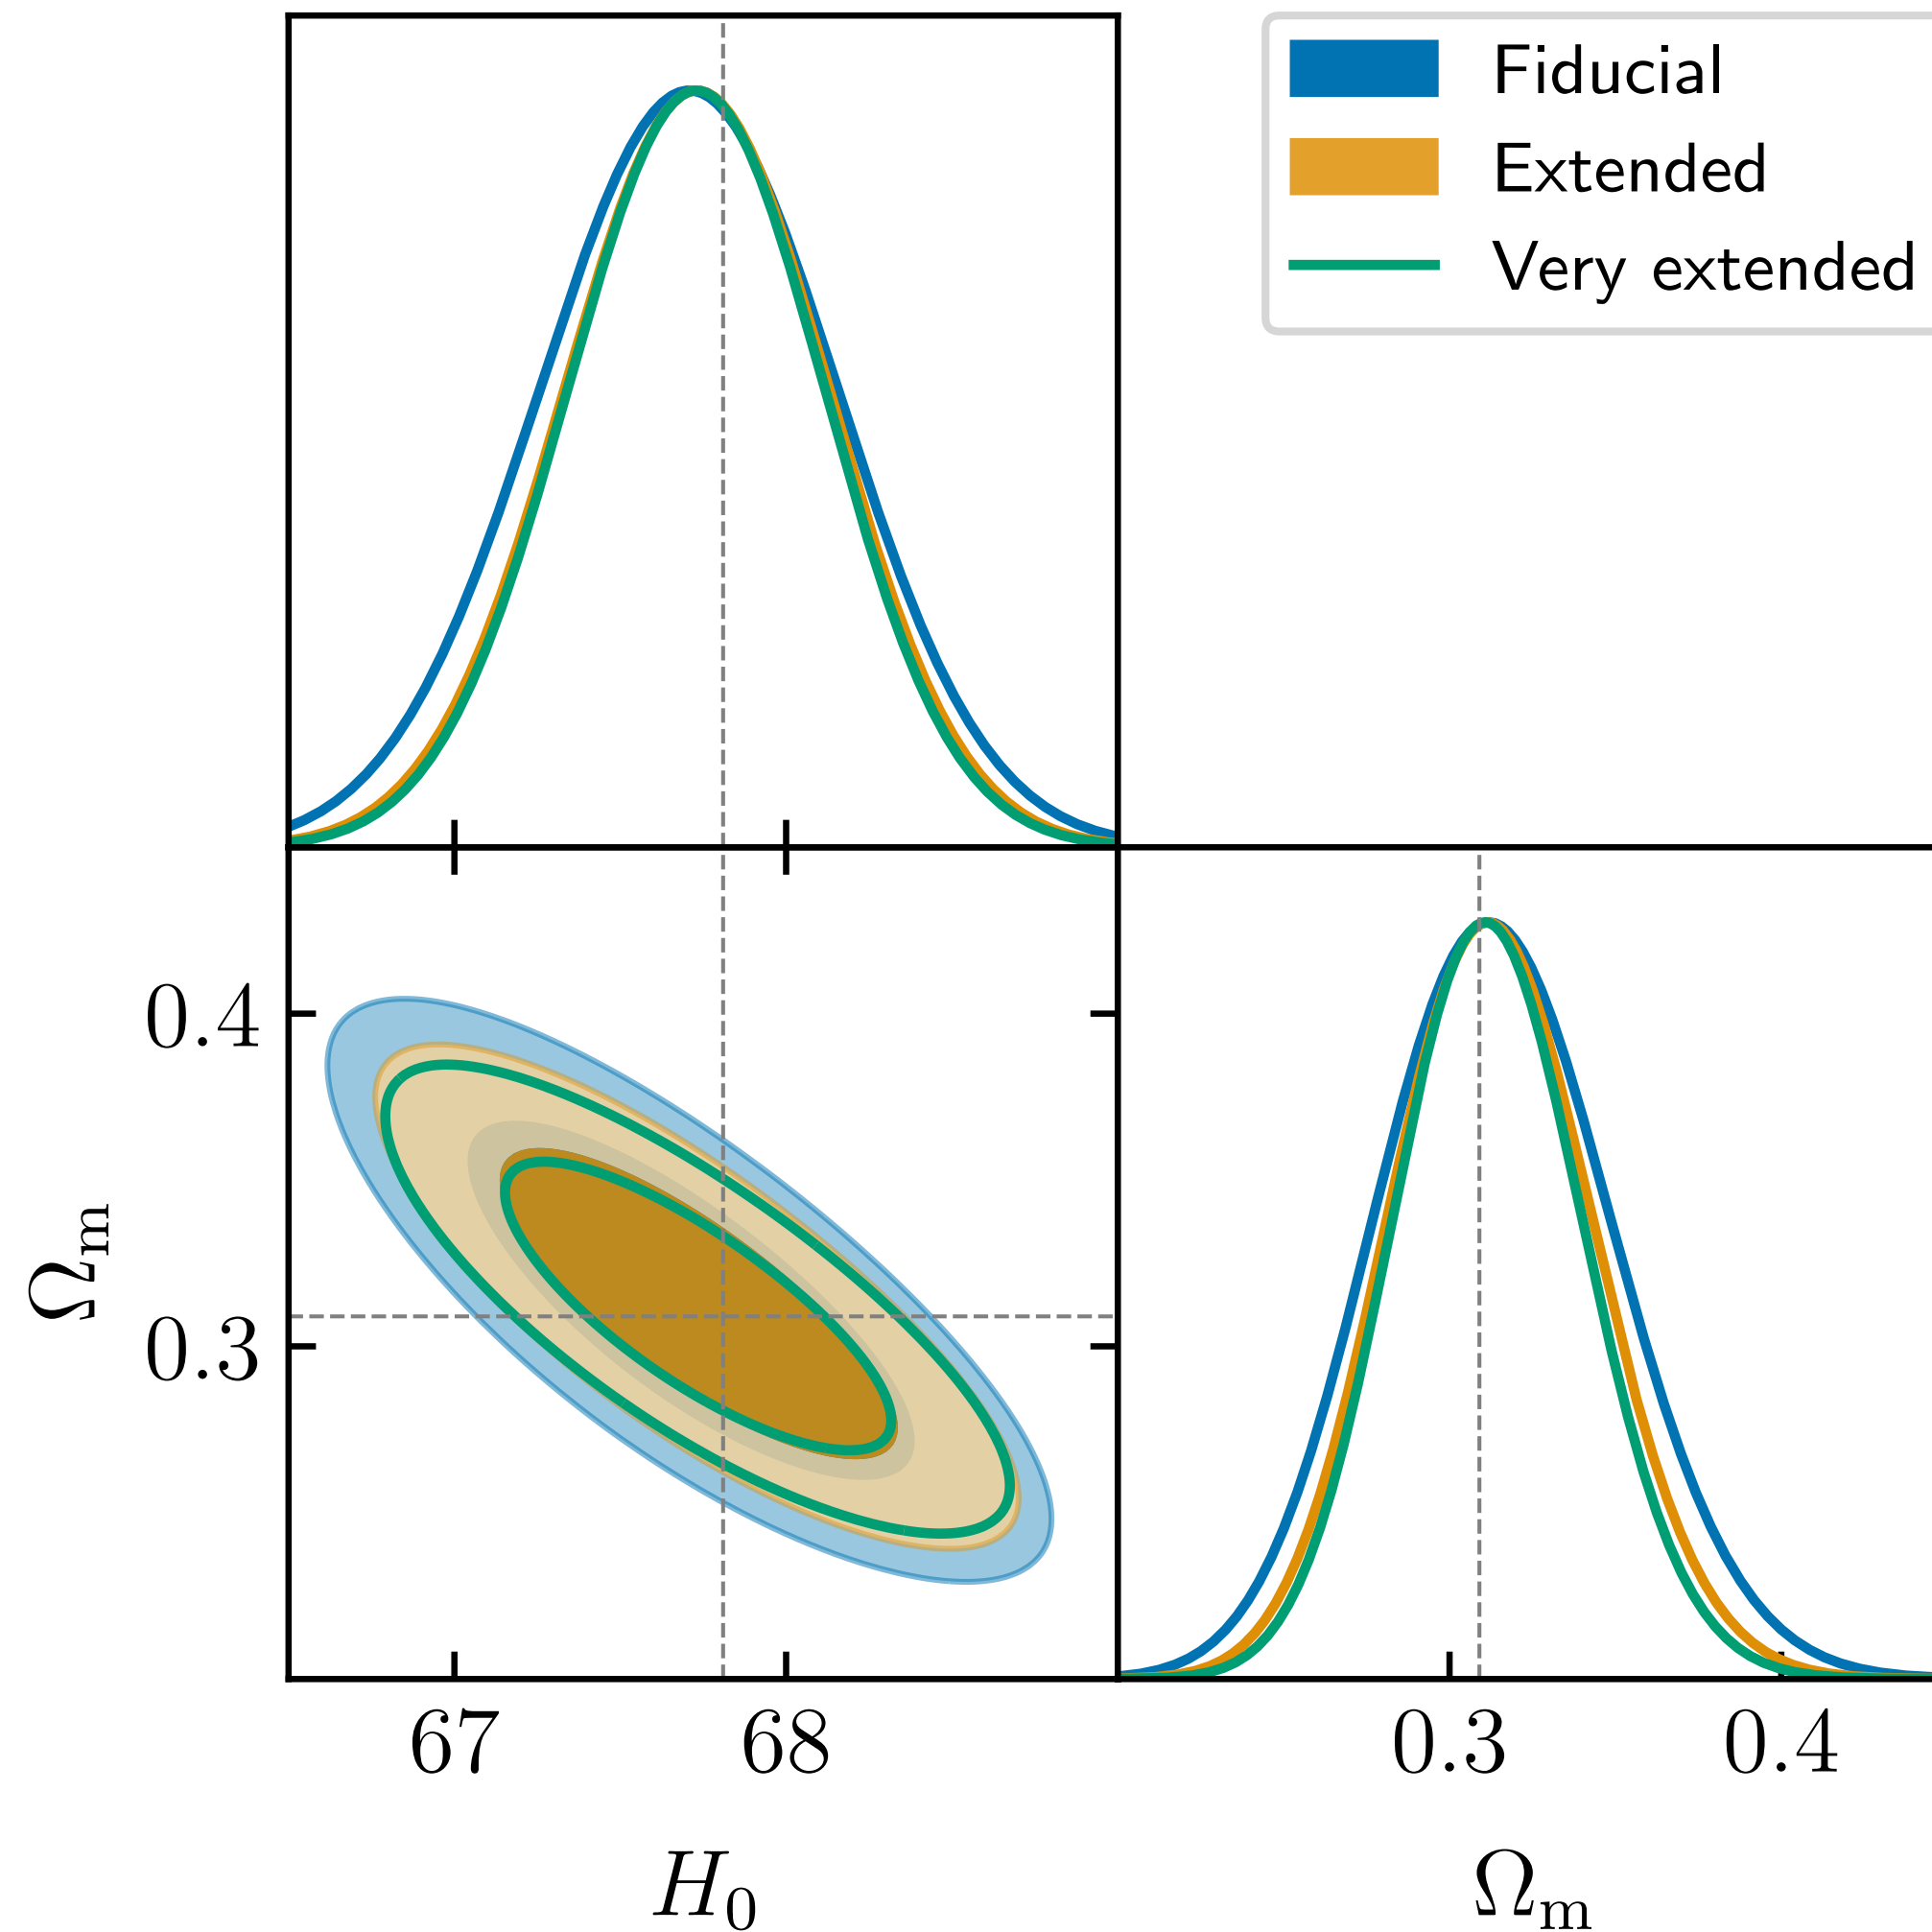 Fiducial
Extended
Very extended
0.4
0.3
Ωm
67 68 0.3 0.4
H0 Ωm